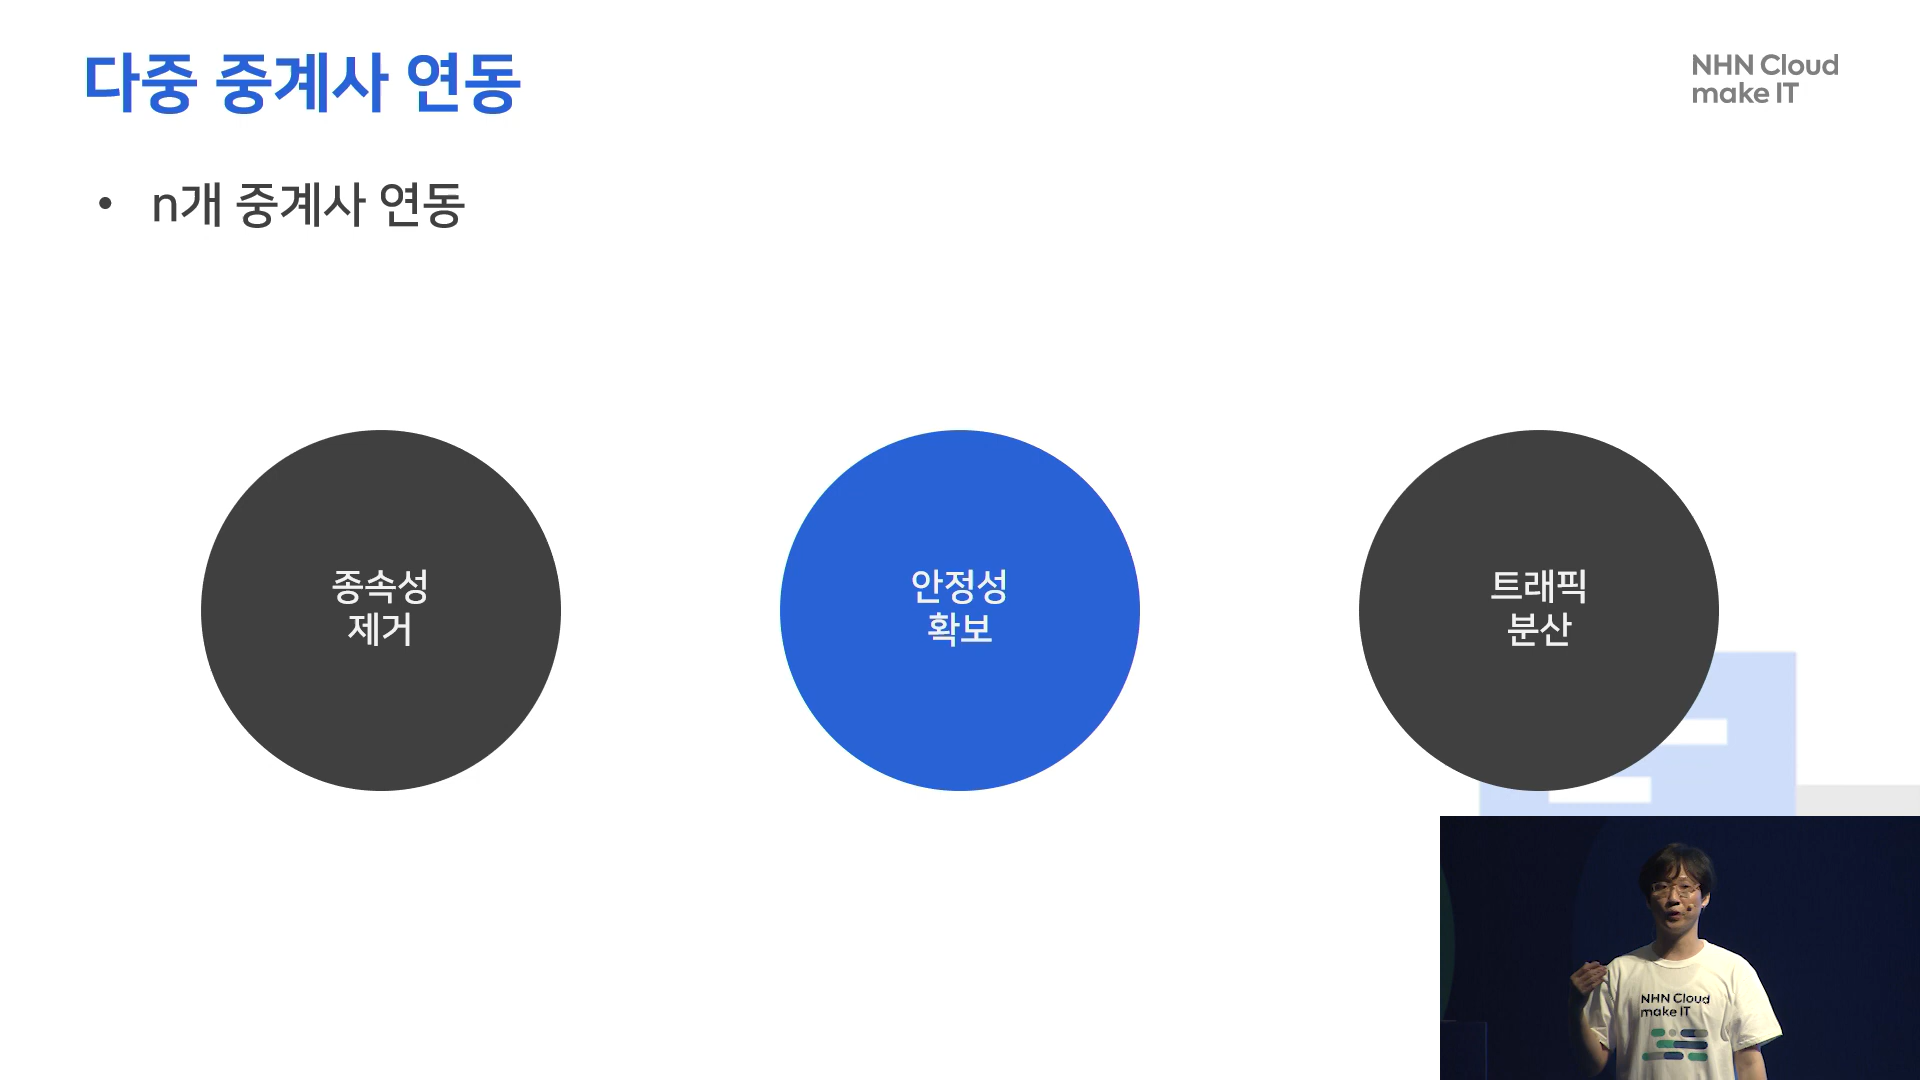 다중 중계사 연동
NHN Cloud
make IT
• n개 중계사 연동
종속성
제거
안정성
확보
트래픽
분산
NHN Cloud
make IT